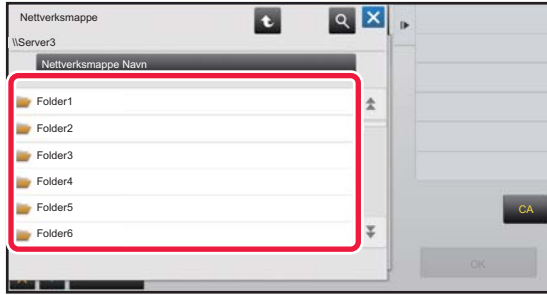 Nettverksmappe
\\Server3
Nettverksmappe Navn
Folder1
Folder2
Folder3
Folder4
Folder5
Folder6
CA
OK